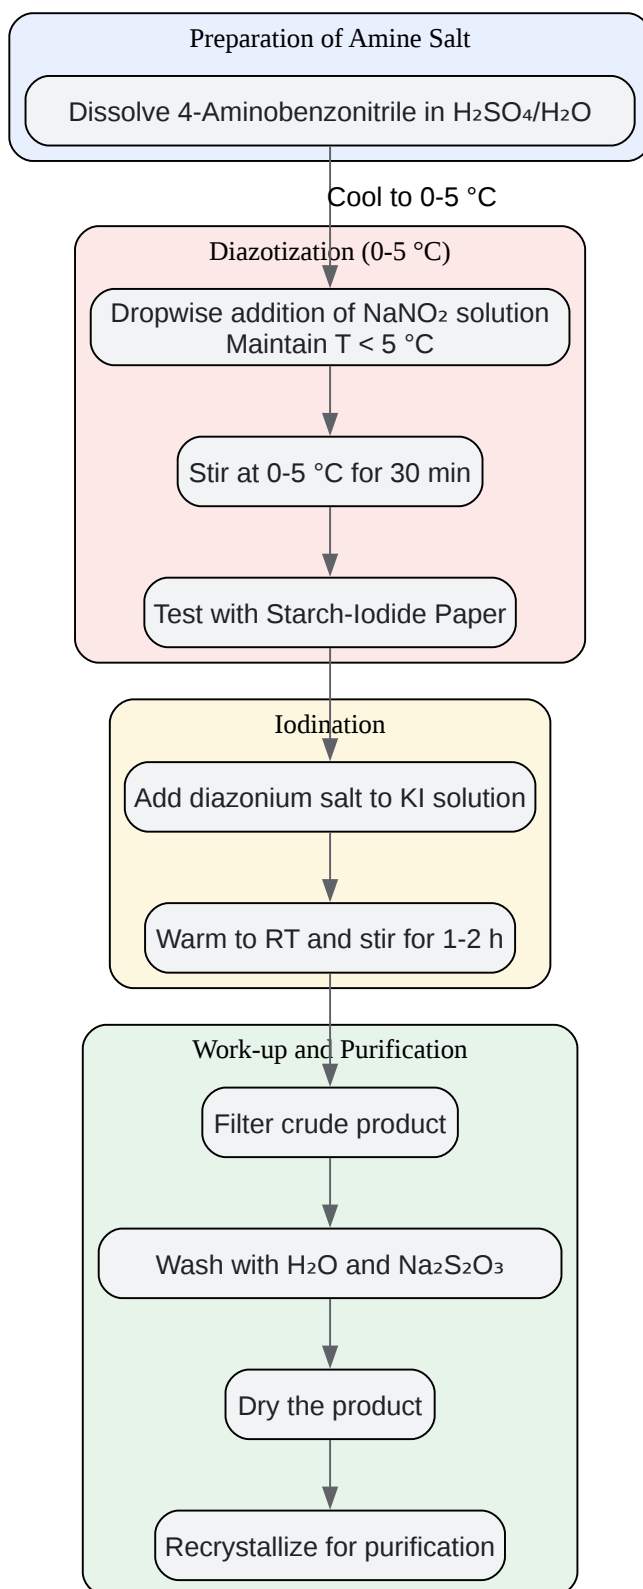 Preparation of Amine Salt
Dissolve 4-Aminobenzonitrile in H₂SO₄/H₂O
Cool to 0-5 °C
Diazotization (0-5 °C)
Dropwise addition of NaNO₂ solution
Maintain T < 5 °C
Stir at 0-5 °C for 30 min
Test with Starch-Iodide Paper
Iodination
Add diazonium salt to KI solution
Warm to RT and stir for 1-2 h
Work-up and Purification
Filter crude product
Wash with H₂O and Na₂S₂O₃
Dry the product
Recrystallize for purification